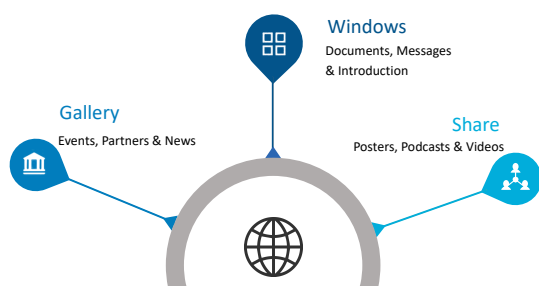 Windows
Documents, Messages
& Introduction
Gallery
Events, Partners & News
Share
Posters, Podcasts & Videos